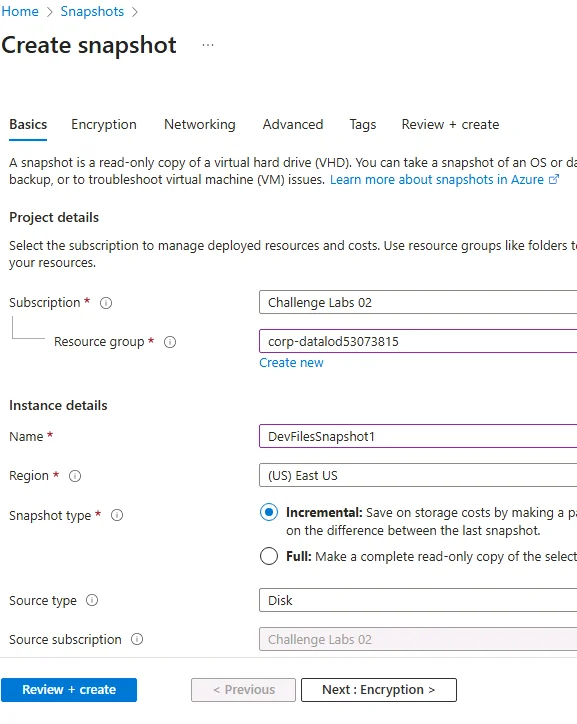 Home > Snapshots >
Create snapshot ...
Basics Encryption Networking Advanced Tags Review + create
A snapshot is a read-only copy of a virtual hard drive (VHD). You can take a snapshot of an OS or da
backup, or to troubleshoot virtual machine (VM) issues. Learn more about snapshots in Azure
Project details
Select the subscription to manage deployed resources and costs. Use resource groups like folders t
your resources.
Subscription * Challenge Labs 02
Resource group * corp-datalod53073815
Create new
Instance details
Name * DevFilesSnapshot1
Region * (US) East US
Snapshot type * Incremental: Save on storage costs by making a pa
on the difference between the last snapshot.
Full: Make a complete read-only copy of the select
Source type Disk
Source subscription Challenge Labs 02
Review + create < Previous Next : Encryption >